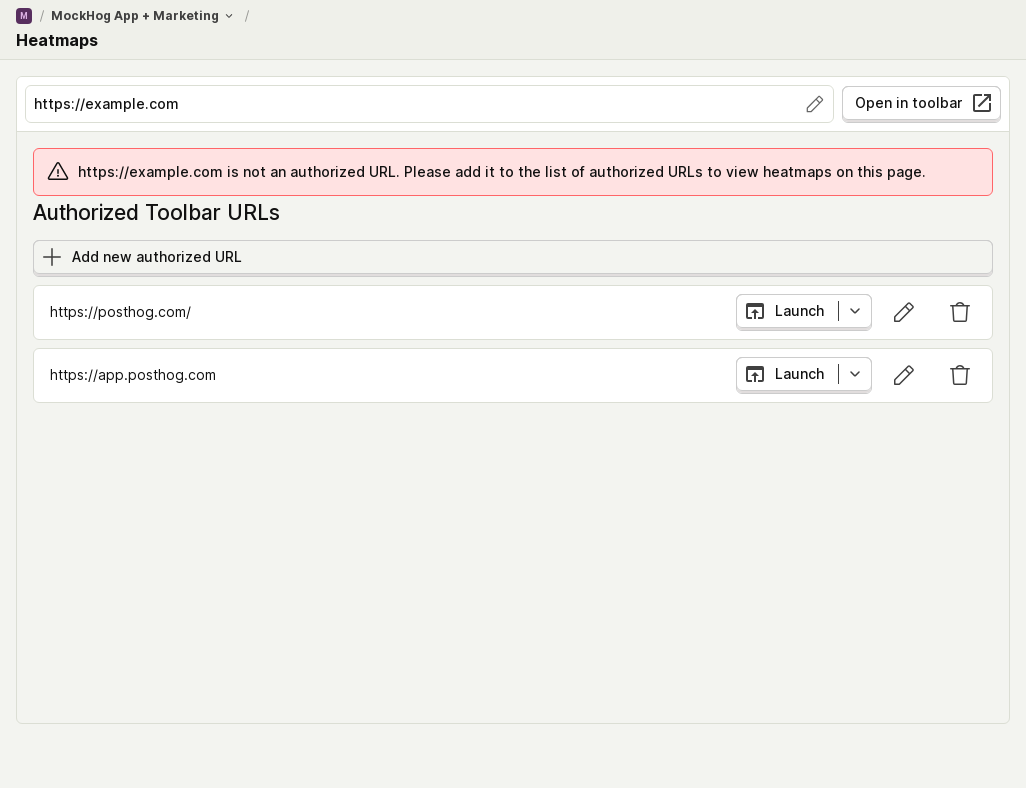 M / MockHog App + Marketing /
Heatmaps
https://example.com
Open in toolbar
https://example.com is not an authorized URL. Please add it to the list of authorized URLs to view heatmaps on this page.
Authorized Toolbar URLs
Add new authorized URL
https://posthog.com/
Launch
https://app.posthog.com
Launch